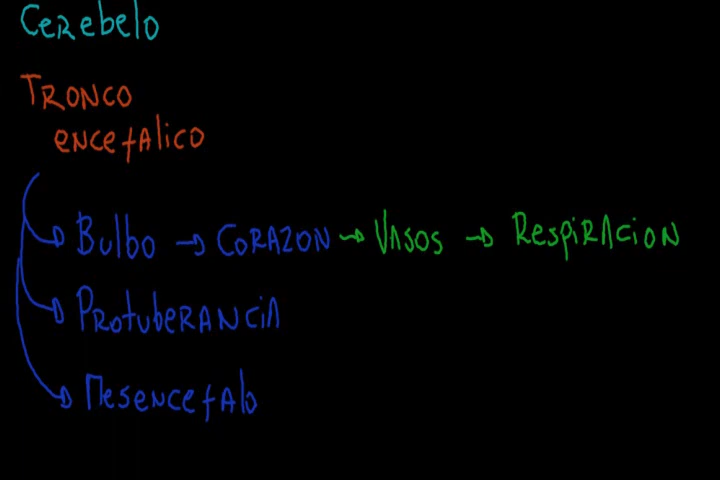 Cerebelo
Tronco
encefalico
Bulbo → Corazon → Vasos → Respiracion
Protuberancia
Mesencefalo